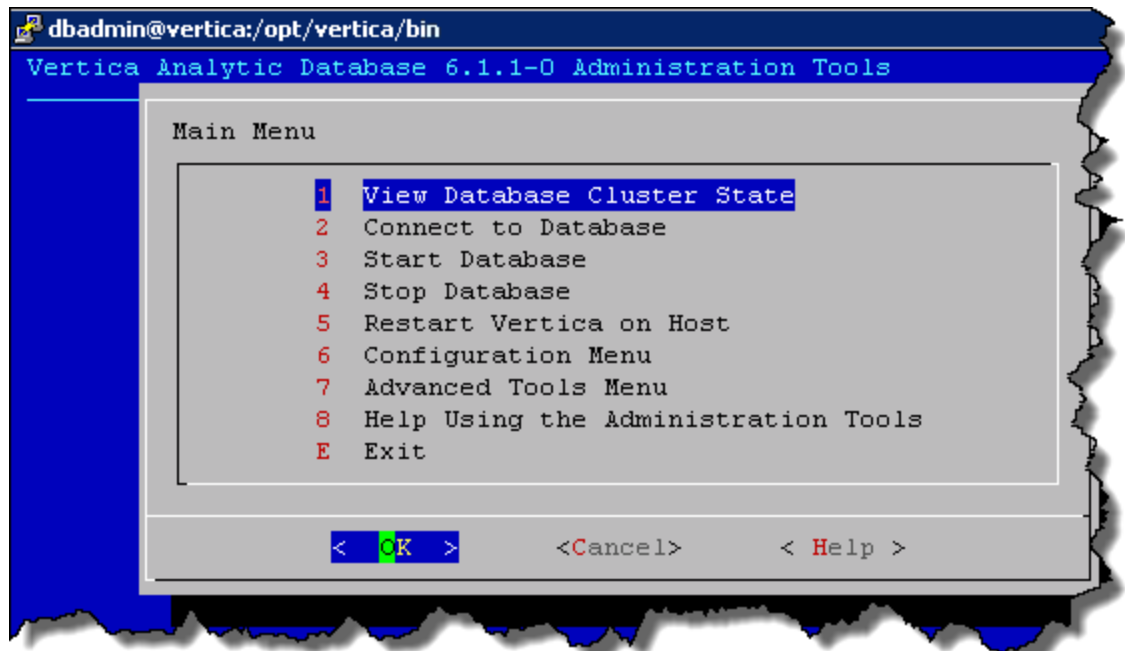 dbadmin@vertica:/opt/vertica/bin
Vertica Analytic Database 6.1.1-0 Administration Tools
Main Menu
1 View Database Cluster State
2 Connect to Database
3 Start Database
4 Stop Database
5 Restart Vertica on Host
6 Configuration Menu
7 Advanced Tools Menu
8 Help Using the Administration Tools
E Exit
< OK > <Cancel> < Help >